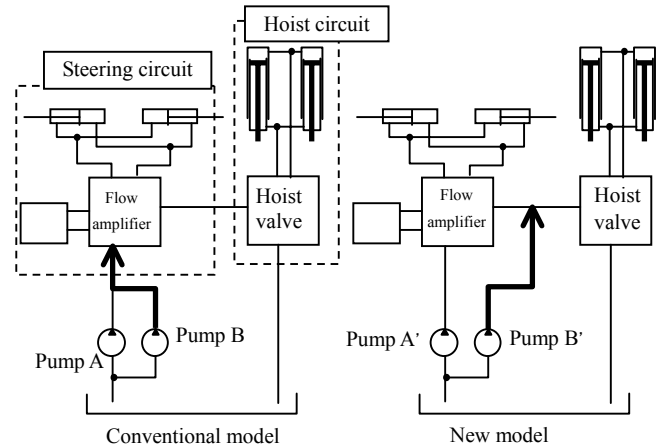 Hoist circuit
Steering circuit
Flow
amplifier
Hoist
valve
Pump A
Pump B
Conventional model
Flow
amplifier
Hoist
valve
Pump A’
Pump B’
New model